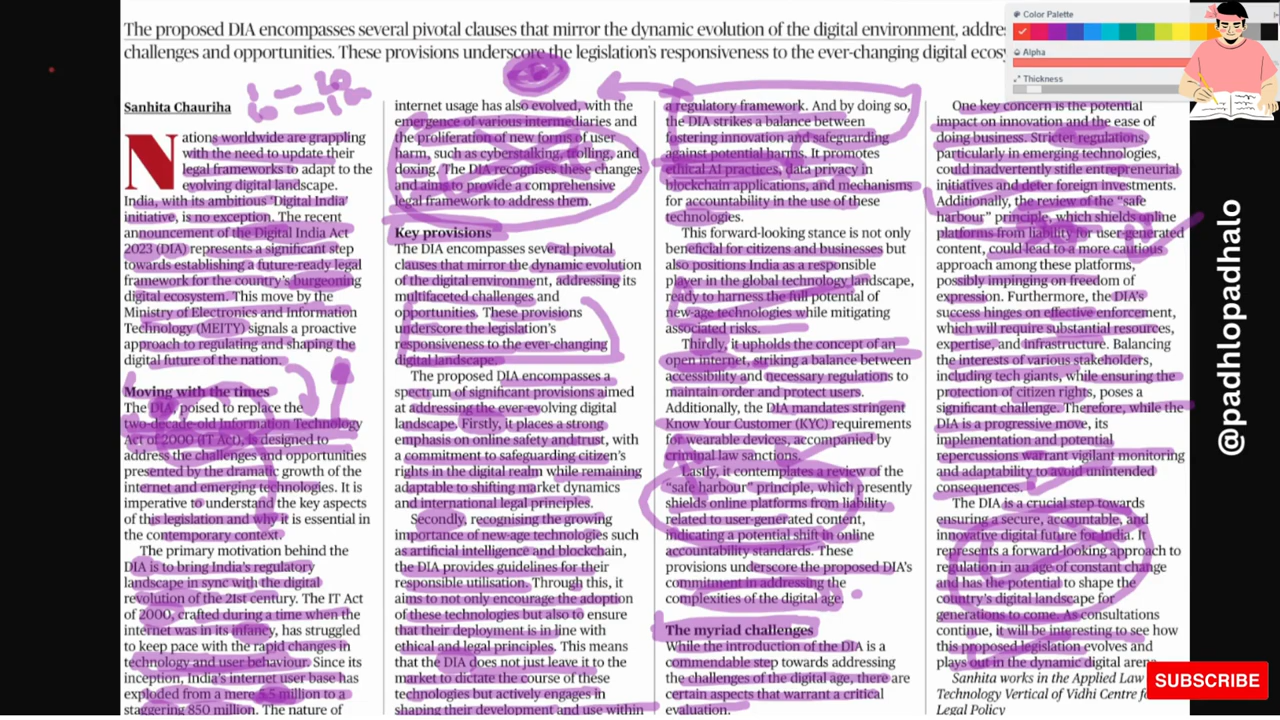 The proposed DIA encompasses several pivotal clauses that mirror the dynamic evolution of the digital environment, addre
challenges and opportunities. These provisions underscore the legislation's responsiveness to the ever-changing digital ecosy
Color Palette
Alpha
Thickness
Sanhita Chauriha
Nations worldwide are grappling
with the need to update their
legal frameworks to adapt to the
evolving digital landscape.
India, with its ambitious 'Digital India'
initiative, is no exception. The recent
announcement of the Digital India Act
2023 (DIA) represents a significant step
towards establishing a future-ready legal
framework for the country's burgeoning
digital ecosystem. This move by the
Ministry of Electronics and Information
Technology (MEITY) signals a proactive
approach to regulating and shaping the
digital future of the nation.
Moving with the times
The DIA, poised to replace the
two-decade-old Information Technology
Act of 2000 (IT Act), is designed to
address the challenges and opportunities
presented by the dramatic growth of the
internet and emerging technologies. It is
imperative to understand the key aspects
of this legislation and why it is essential in
the contemporary context.
The primary motivation behind the
DIA is to bring India's regulatory
landscape in sync with the digital
revolution of the 21st century. The IT Act
of 2000, crafted during a time when the
internet was in its infancy, has struggled
to keep pace with the rapid changes in
technology and user behaviour. Since its
inception, India's internet user base has
exploded from a mere 5.5 million to a
staggering 850 million. The nature of
internet usage has also evolved, with the
emergence of various intermediaries and
the proliferation of new forms of user
harm, such as cyberstalking, trolling, and
doxing. The DIA recognises these changes
and aims to provide a comprehensive
legal framework to address them.
Key provisions
The DIA encompasses several pivotal
clauses that mirror the dynamic evolution
of the digital environment, addressing its
multifaceted challenges and
opportunities. These provisions
underscore the legislation's
responsiveness to the ever-changing
digital landscape.
The proposed DIA encompasses a
spectrum of significant provisions aimed
at addressing the ever-evolving digital
landscape. Firstly, it places a strong
emphasis on online safety and trust, with
a commitment to safeguarding citizen's
rights in the digital realm while remaining
adaptable to shifting market dynamics
and international legal principles.
Secondly, recognising the growing
importance of new-age technologies such
as artificial intelligence and blockchain,
the DIA provides guidelines for their
responsible utilisation. Through this, it
aims to not only encourage the adoption
of these technologies but also to ensure
that their deployment is in line with
ethical and legal principles. This means
that the DIA does not just leave it to the
market to dictate the course of these
technologies but actively engages in
shaping their development and use within
a regulatory framework. And by doing so,
the DIA strikes a balance between
fostering innovation and safeguarding
against potential harms. It promotes
ethical AI practices, data privacy in
blockchain applications, and mechanisms
for accountability in the use of these
technologies.
This forward-looking stance is not only
beneficial for citizens and businesses but
also positions India as a responsible
player in the global technology landscape,
ready to harness the full potential of
new-age technologies while mitigating
associated risks.
Thirdly, it upholds the concept of an
open internet, striking a balance between
accessibility and necessary regulations to
maintain order and protect users.
Additionally, the DIA mandates stringent
Know Your Customer (KYC) requirements
for wearable devices, accompanied by
criminal law sanctions.
Lastly, it contemplates a review of the
"safe harbour" principle, which presently
shields online platforms from liability
related to user-generated content,
indicating a potential shift in online
accountability standards. These
provisions underscore the proposed DIA's
commitment in addressing the
complexities of the digital age.
The myriad challenges
While the introduction of the DIA is a
commendable step towards addressing
the challenges of the digital age, there are
certain aspects that warrant a critical
evaluation.
One key concern is the potential
impact on innovation and the ease of
doing business. Stricter regulations,
particularly in emerging technologies,
could inadvertently stifle entrepreneurial
initiatives and deter foreign investments.
Additionally, the review of the "safe
harbour" principle, which shields online
platforms from liability for user-generated
content, could lead to a more cautious
approach among these platforms,
possibly impinging on freedom of
expression. Furthermore, the DIA's
success hinges on effective enforcement,
which will require substantial resources,
expertise, and infrastructure. Balancing
the interests of various stakeholders,
including tech giants, while ensuring the
protection of citizen rights, poses a
significant challenge. Therefore, while the
DIA is a progressive move, its
implementation and potential
repercussions warrant vigilant monitoring
and adaptability to avoid unintended
consequences.
The DIA is a crucial step towards
ensuring a secure, accountable, and
innovative digital future for India. It
represents a forward-looking approach to
regulation in an age of constant change
and has the potential to shape the
country's digital landscape for
generations to come. As consultations
continue, it will be interesting to see how
this proposed legislation evolves and
plays out in the dynamic digital aren
Sanhita works in the Applied Law
Technology Vertical of Vidhi Centre f
Legal Policy
@padhlopadhalo
SUBSCRIBE